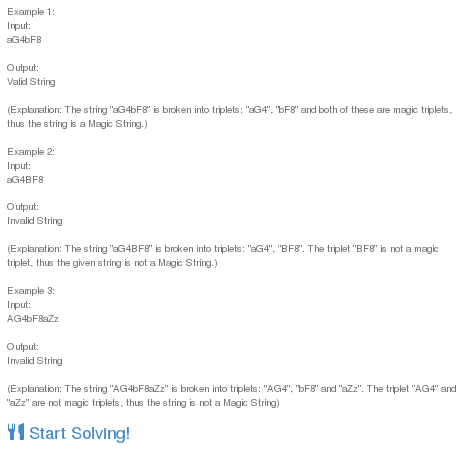 Example 1:
Input:
aG4bF8
Output:
Valid String
(Explanation: The string "aG4bF8" is broken into triplets: "aG4", "bF8" and both of these are magic triplets,
thus the string is a Magic String.)
Example 2:
Input:
aG4BF8
Output:
Invalid String
(Explanation: The string "aG4BF8" is broken into triplets: "aG4", "BF8". The triplet "BF8" is not a magic
triplet, thus the given string is not a Magic String.)
Example 3:
Input:
AG4bF8aZz
Output:
Invalid String
(Explanation: The string "AG4bF8aZz" is broken into triplets: "AG4", "bF8" and "aZz". The triplet "AG4" and
"aZz" are not magic triplets, thus the string is not a Magic String)
Start Solving!